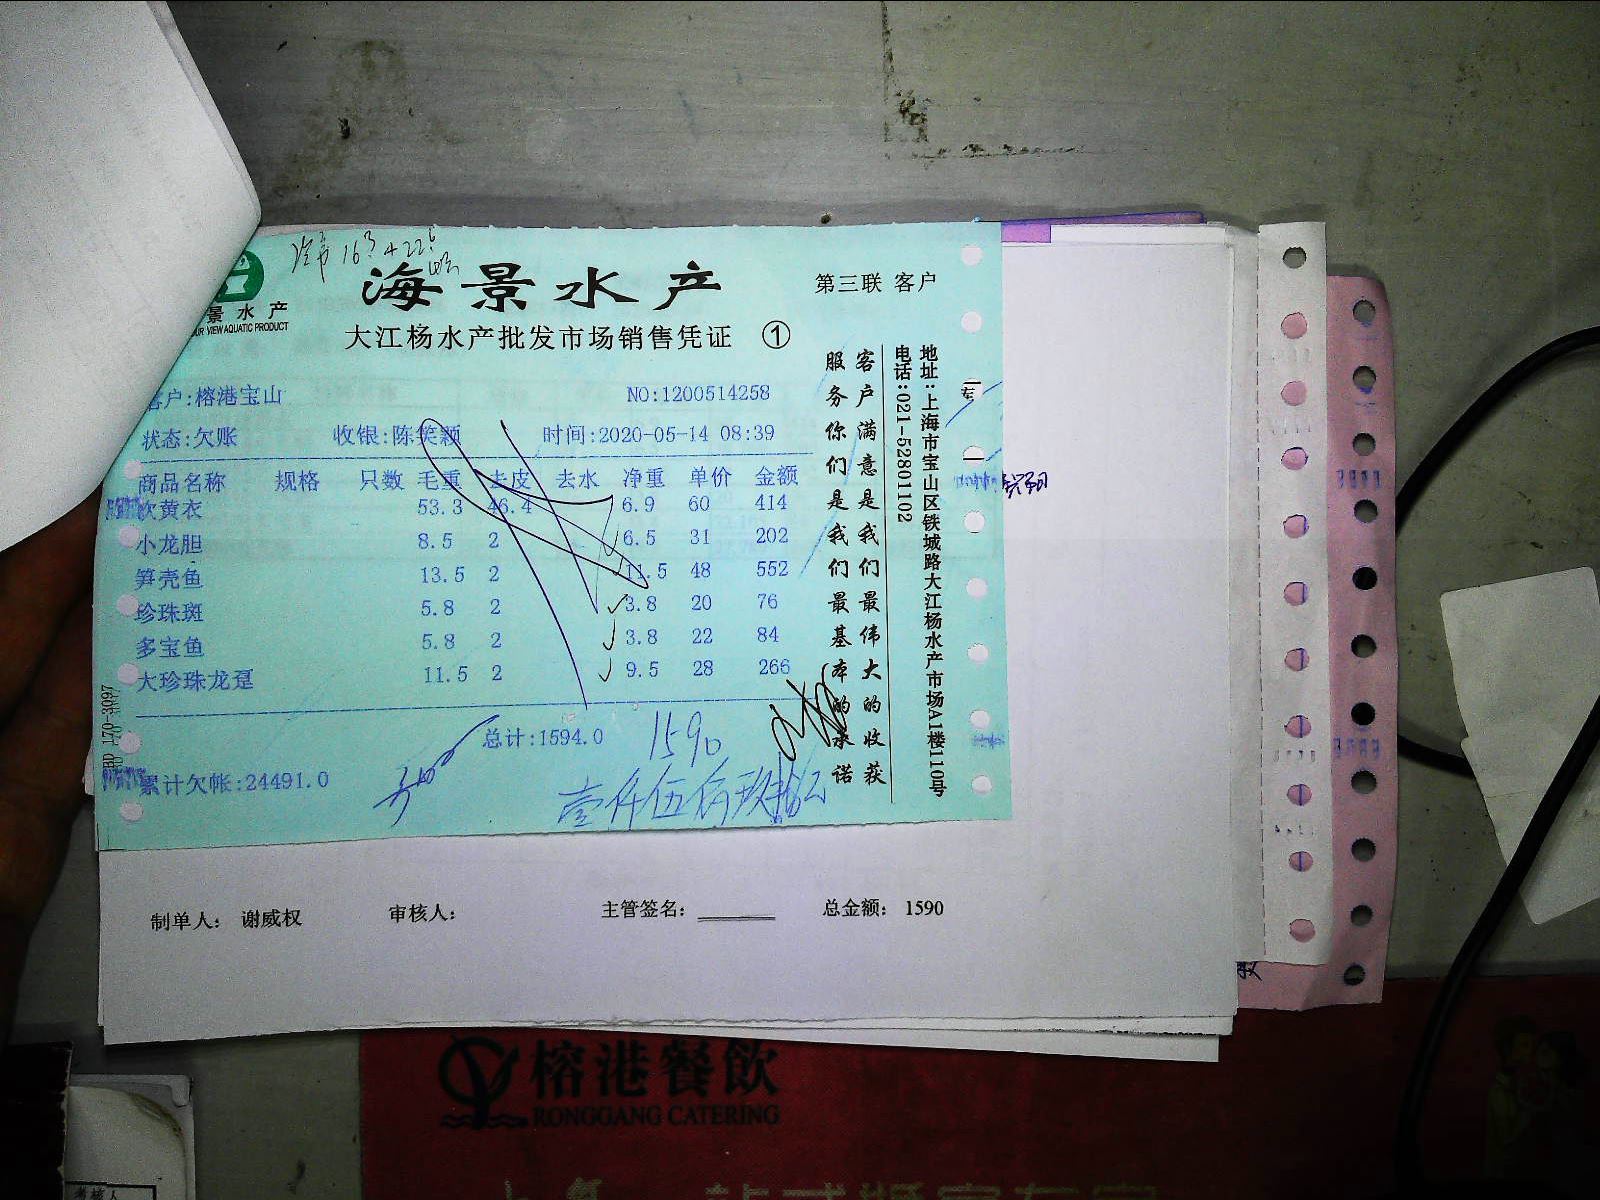 海景水产
第三联 客户
景水产
UR VIEW AQUATIC PRODUCT
大江杨水产批发市场销售凭证 ①
客户:榕港宝山 NO:1200514258
状态:欠账 收银:陈笑颖 时间:2020-05-14 08:39
商品名称 规格 只数 毛重 去皮 去水 净重 单价 金额
饮黄衣 53.3 46.4 6.9 60 414
小龙胆 8.5 2 6.5 31 202
笋壳鱼 13.5 2 11.5 48 552
珍珠斑 5.8 2 3.8 20 76
多宝鱼 5.8 2 3.8 22 84
大珍珠龙趸 11.5 2 9.5 28 266
总计:1594.0 1590
累计欠帐:24491.0
壹仟伍佰玖拾
客户满意是我们最伟大的收获
服务你们是我们最基本的承诺
地址:上海市宝山区铁城路大江杨水产市场A1楼110号
电话:021-52801102
170-3097
制单人: 谢威权 审核人: 主管签名: 总金额: 1590
榕港餐飲
RONGGANG CATERING